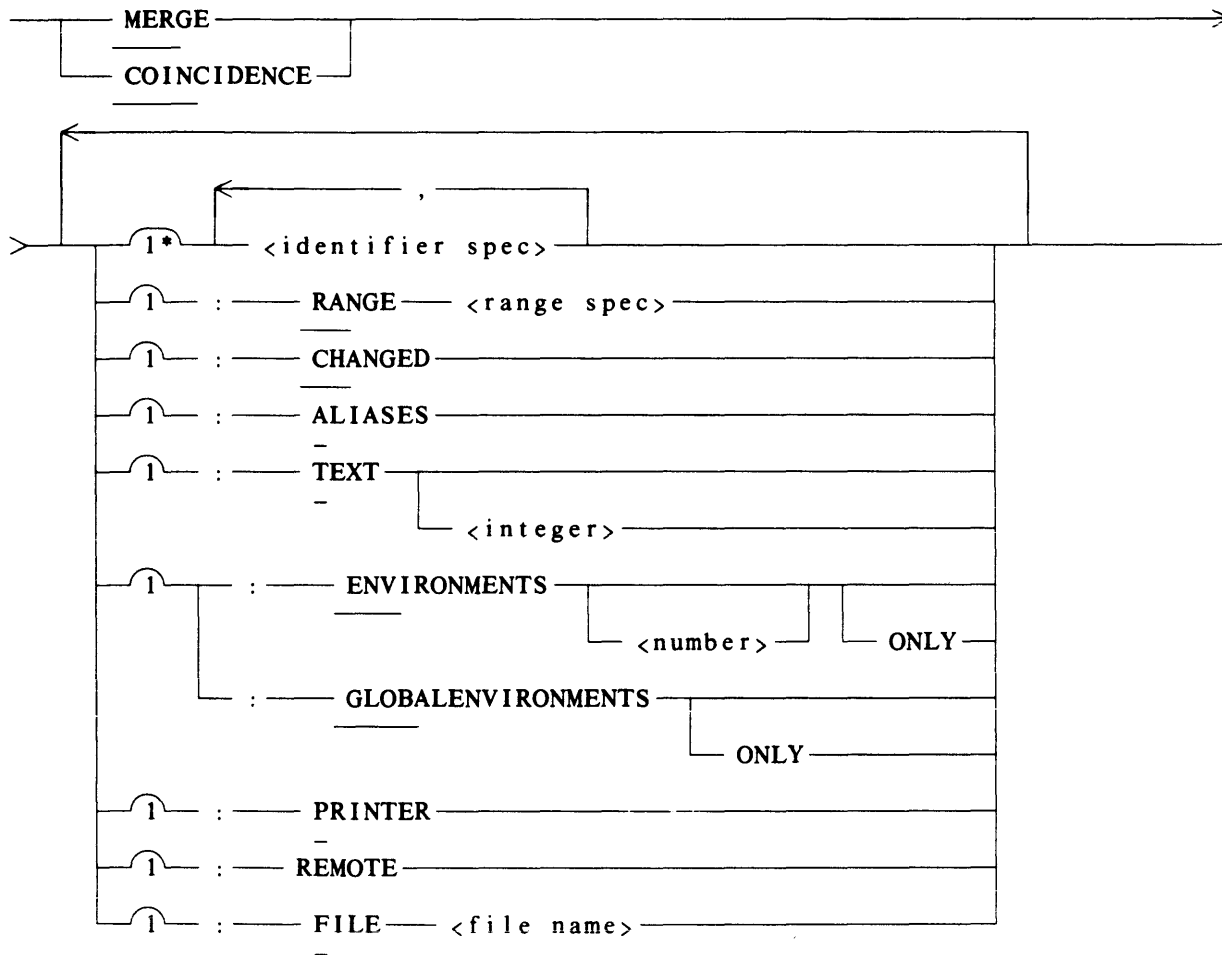 MERGE
COINCIDENCE
,
1* <identifier spec>
1 : RANGE <range spec>
1 : CHANGED
1 : ALIASES
1 : TEXT
<integer>
1 : ENVIRONMENTS
<number> ONLY
: GLOBALENVIRONMENTS
ONLY
1 : PRINTER
1 : REMOTE
1 : FILE <file name>